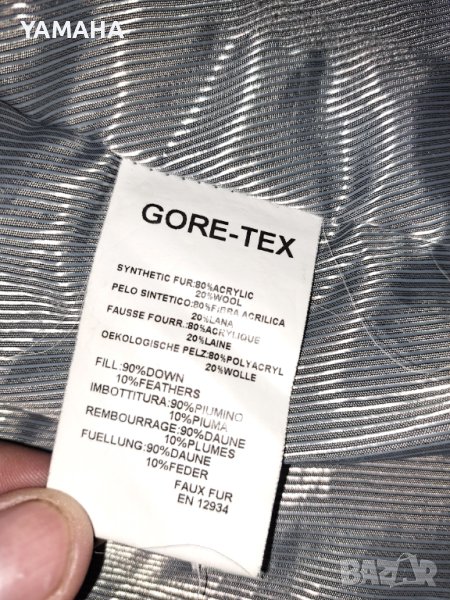 YAMAHA
GORE-TEX
SYNTHETIC FUR:80%ACRYLIC
20%WOOL
PELO SINTETICO:80%FIBRA ACRILICA
20%LANA
FAUSSE FOURR.:80%ACRYLIQUE
20%LAINE
OEKOLOGISCHE PELZ:80%POLYACRYL
20%WOLLE
FILL:90%DOWN
10%FEATHERS
IMBOTTITURA:90%PIUMINO
10%PIUMA
REMBOURRAGE:90%DAUNE
10%PLUMES
FUELLUNG:90%DAUNE
10%FEDER
FAUX FUR
EN 12934
BAZAR